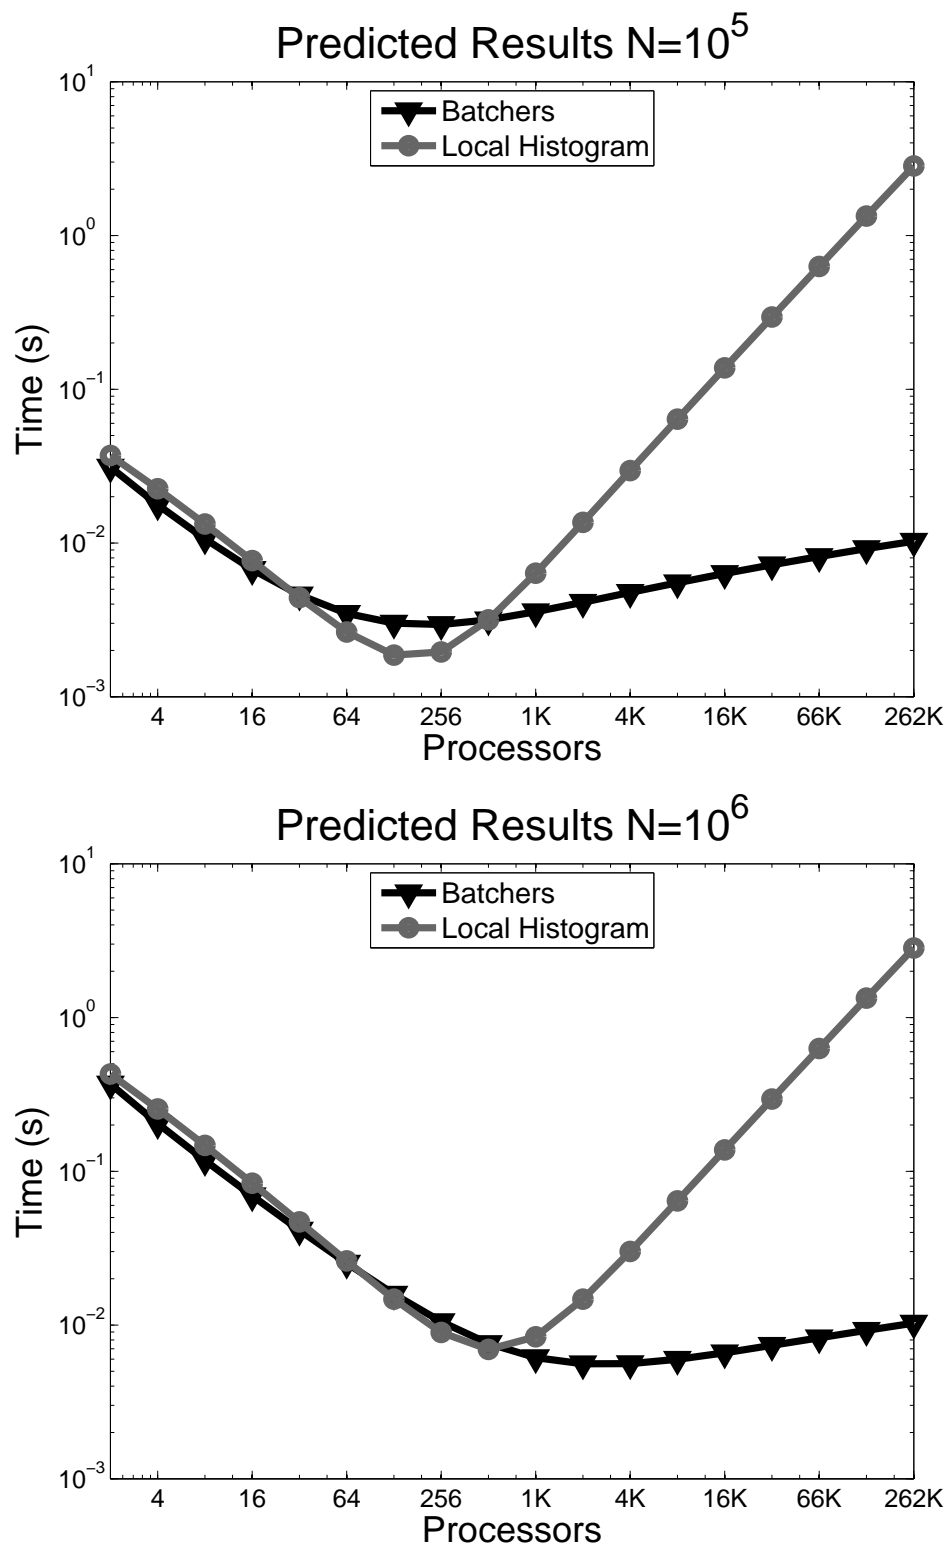 Predicted Results N=10^5
10^1
Batchers
Local Histogram
10^0
10^−1
10^−2
10^−3
Time (s)
4 16 64 256 1K 4K 16K 66K 262K
Processors
Predicted Results N=10^6
10^1
Batchers
Local Histogram
10^0
10^−1
10^−2
10^−3
Time (s)
4 16 64 256 1K 4K 16K 66K 262K
Processors